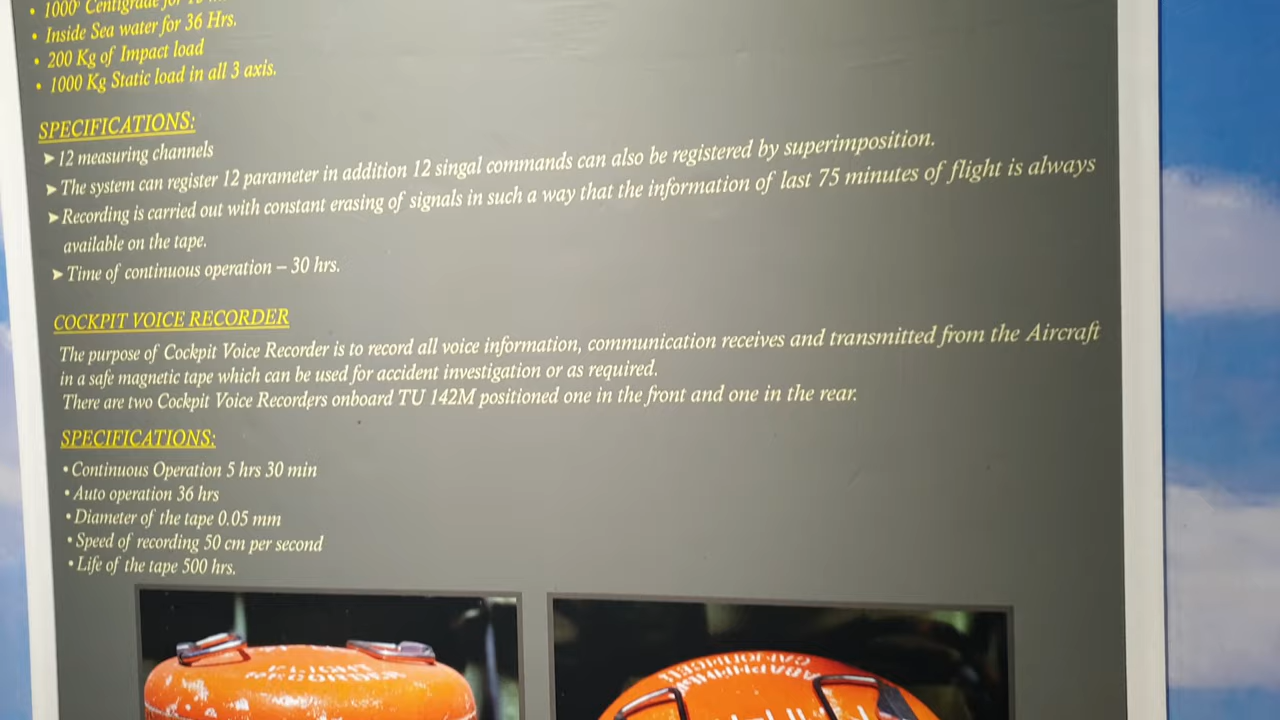 • 1000° Centigrade for
• Inside Sea water for 36 Hrs.
• 200 Kg of Impact load
• 1000 Kg Static load in all 3 axis.
SPECIFICATIONS:
➤ 12 measuring channels
➤ The system can register 12 parameter in addition 12 singal commands can also be registered by superimposition.
➤ Recording is carried out with constant erasing of signals in such a way that the information of last 75 minutes of flight is always
available on the tape.
➤ Time of continuous operation – 30 hrs.
COCKPIT VOICE RECORDER
The purpose of Cockpit Voice Recorder is to record all voice information, communication receives and transmitted from the Aircraft
in a safe magnetic tape which can be used for accident investigation or as required.
There are two Cockpit Voice Recorders onboard TU 142M positioned one in the front and one in the rear.
SPECIFICATIONS:
• Continuous Operation 5 hrs 30 min
• Auto operation 36 hrs
• Diameter of the tape 0.05 mm
• Speed of recording 50 cm per second
• Life of the tape 500 hrs.
FLIGHT
RECORDER